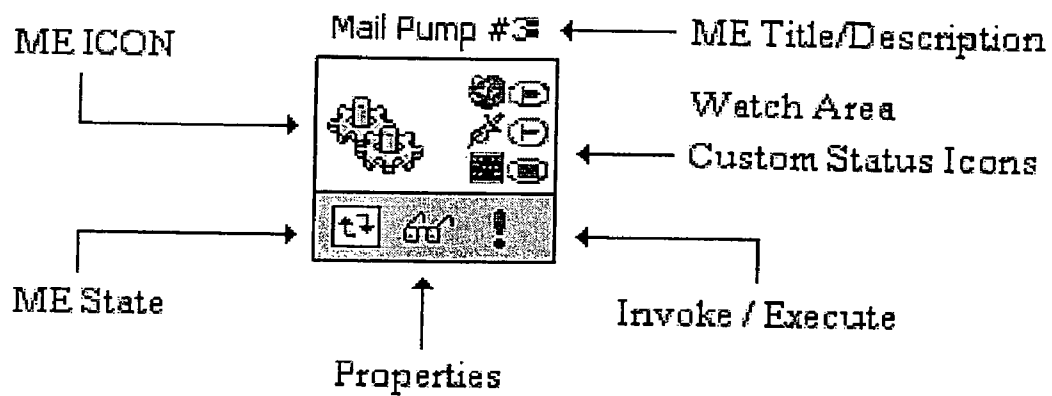 Mail Pump #3
ME Title/Description
ME ICON
Watch Area
Custom Status Icons
ME State
Invoke / Execute
Properties